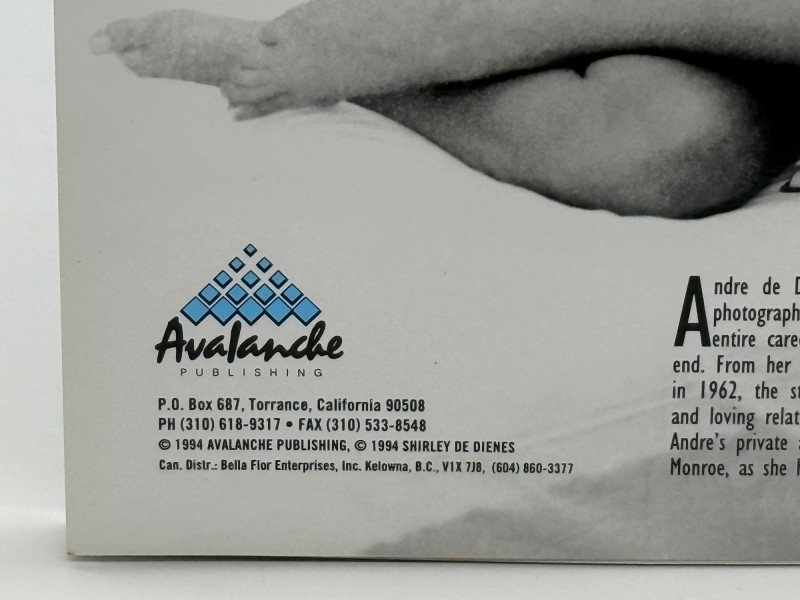 Avalanche
PUBLISHING
P.O. Box 687, Torrance, California 90508
PH (310) 618-9317 • FAX (310) 533-8548
© 1994 AVALANCHE PUBLISHING, © 1994 SHIRLEY DE DIENES
Can. Distr.: Bella Flor Enterprises, Inc. Kelowna, B.C., V1X 7J8, (604) 860-3377
Andre de D
photograph
entire care
end. From her
in 1962, the st
and loving relat
Andre's private
Monroe, as she